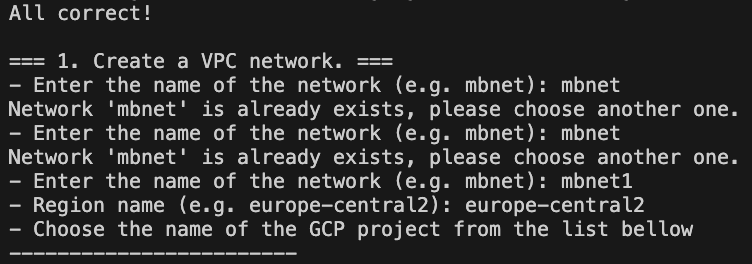 All correct!
=== 1. Create a VPC network. ===
- Enter the name of the network (e.g. mbnet): mbnet
Network 'mbnet' is already exists, please choose another one.
- Enter the name of the network (e.g. mbnet): mbnet
Network 'mbnet' is already exists, please choose another one.
- Enter the name of the network (e.g. mbnet): mbnet1
- Region name (e.g. europe-central2): europe-central2
- Choose the name of the GCP project from the list bellow
------------------------